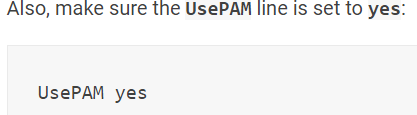 Also, make sure the UsePAM line is set to yes:
UsePAM yes